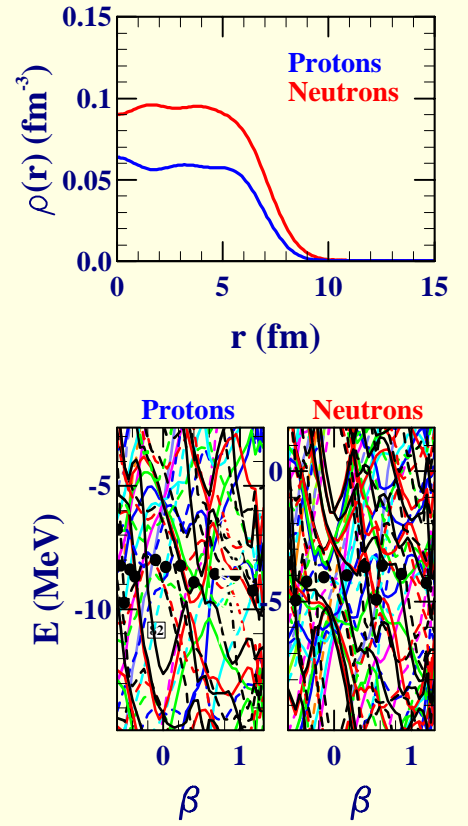 0.15
Protons
Neutrons
0.1
ρ(r) (fm-3)
0.05
0.0
0 5 10 15
r (fm)
Protons Neutrons
-5 0
E (MeV)
-10 -5
82
0 1 0 1
β β